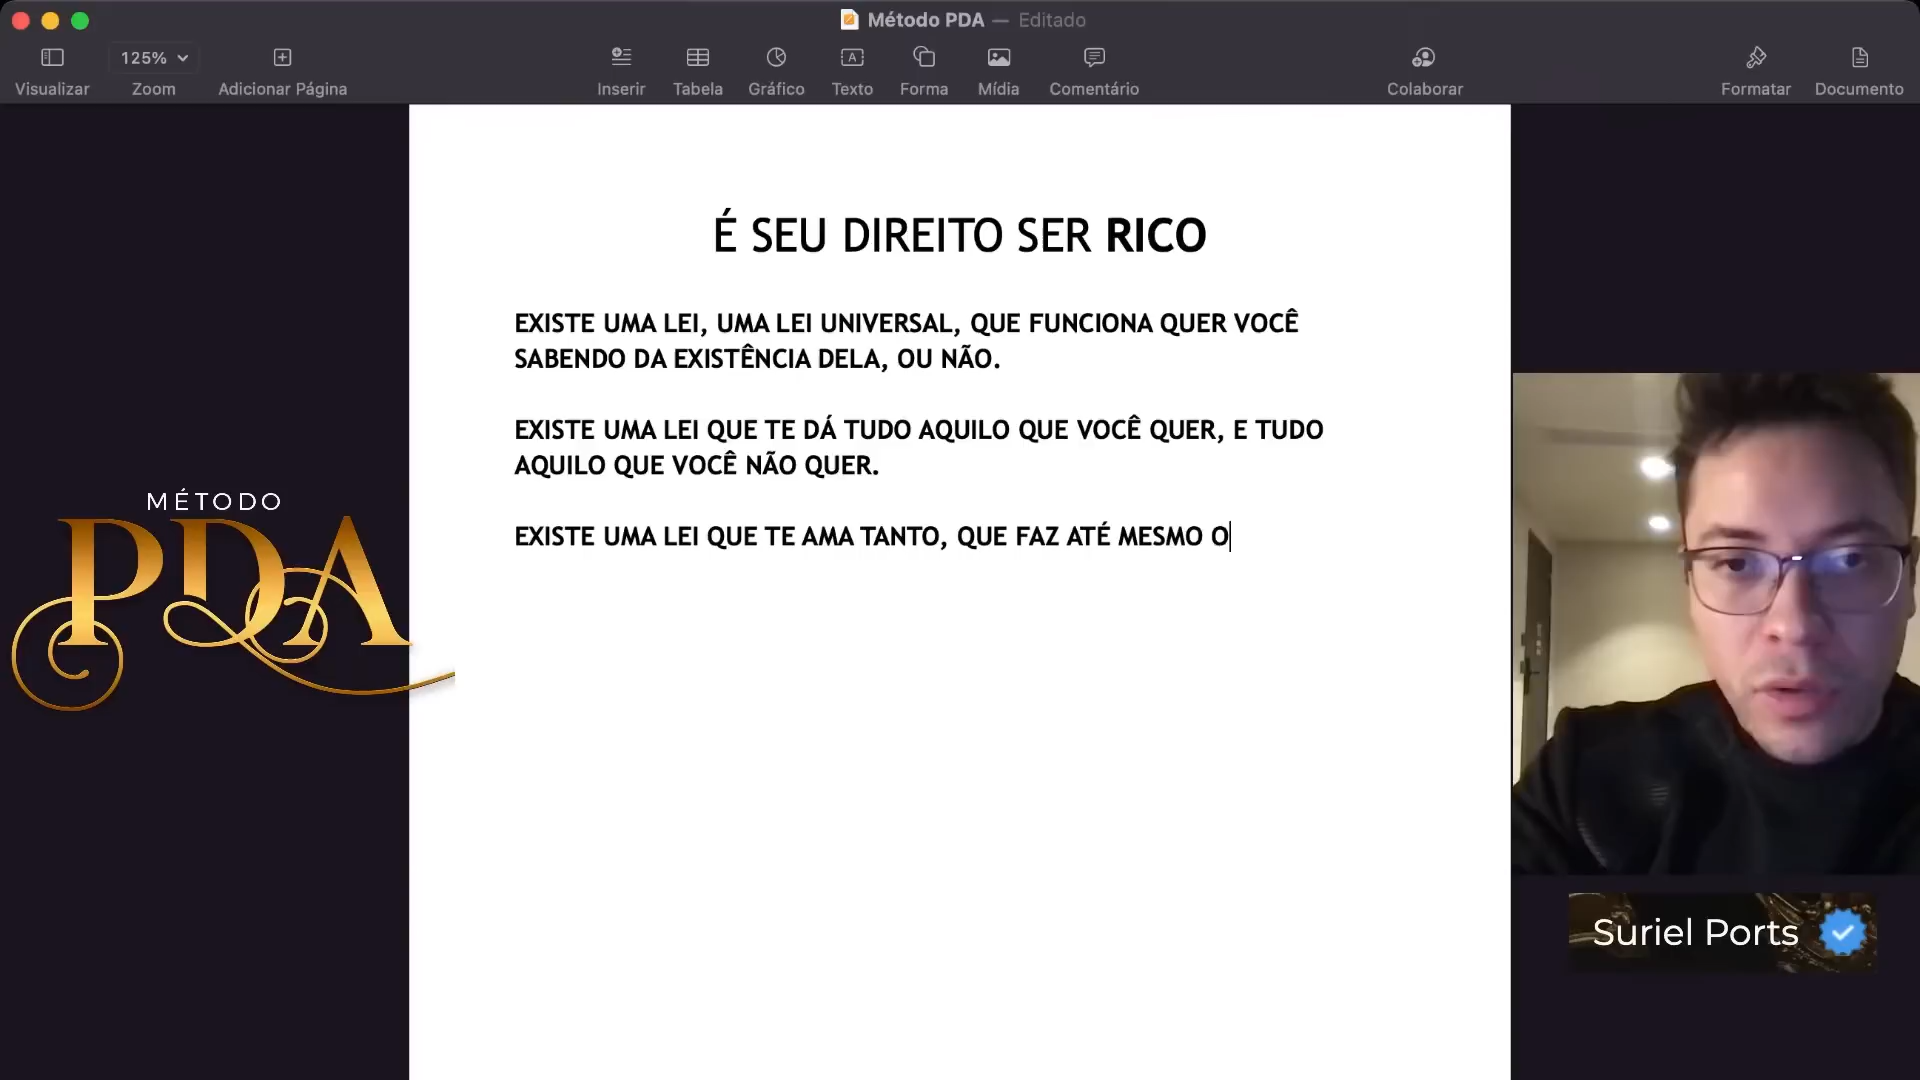 Método PDA — Editado
125%
Visualizar Zoom Adicionar Página Inserir Tabela Gráfico Texto Forma Mídia Comentário Colaborar Formatar Documento
É SEU DIREITO SER RICO
EXISTE UMA LEI, UMA LEI UNIVERSAL, QUE FUNCIONA QUER VOCÊ
SABENDO DA EXISTÊNCIA DELA, OU NÃO.
EXISTE UMA LEI QUE TE DÁ TUDO AQUILO QUE VOCÊ QUER, E TUDO
AQUILO QUE VOCÊ NÃO QUER.
EXISTE UMA LEI QUE TE AMA TANTO, QUE FAZ ATÉ MESMO O
MÉTODO
PDA
Suriel Ports